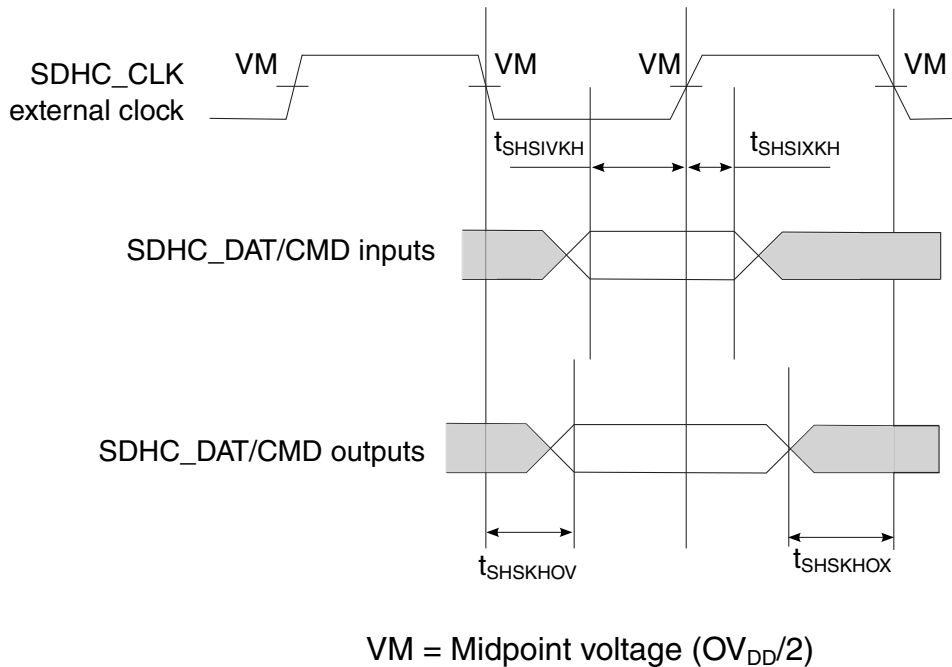 VM VM VM VM
SDHC_CLK
external clock
tSHSIVKH tSHSIXKH
SDHC_DAT/CMD inputs
SDHC_DAT/CMD outputs
tSHSKHOV tSHSKHOX
VM = Midpoint voltage (OVDD/2)